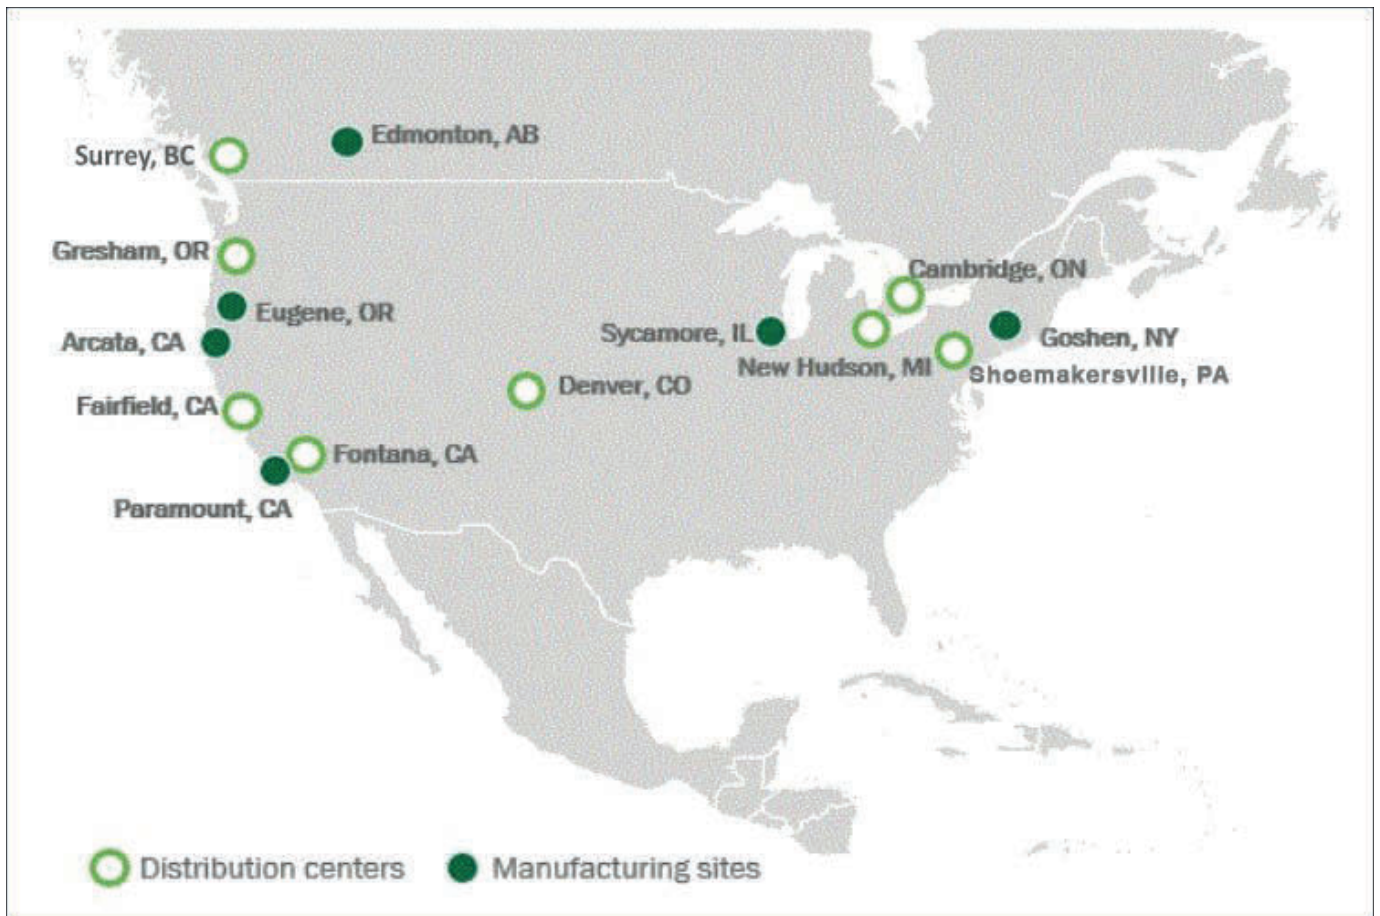 Edmonton, AB
Surrey, BC
Gresham, OR
Cambridge, ON
Eugene, OR
Arcata, CA
Sycamore, IL
Goshen, NY
New Hudson, MI
Shoemakersville, PA
Denver, CO
Fairfield, CA
Fontana, CA
Paramount, CA
Distribution centers
Manufacturing sites